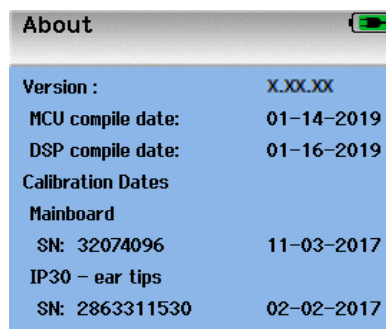 About
Version : X.XX.XX
MCU compile date: 01-14-2019
DSP compile date: 01-16-2019
Calibration Dates
Mainboard
SN: 32074096 11-03-2017
IP30 - ear tips
SN: 2863311530 02-02-2017